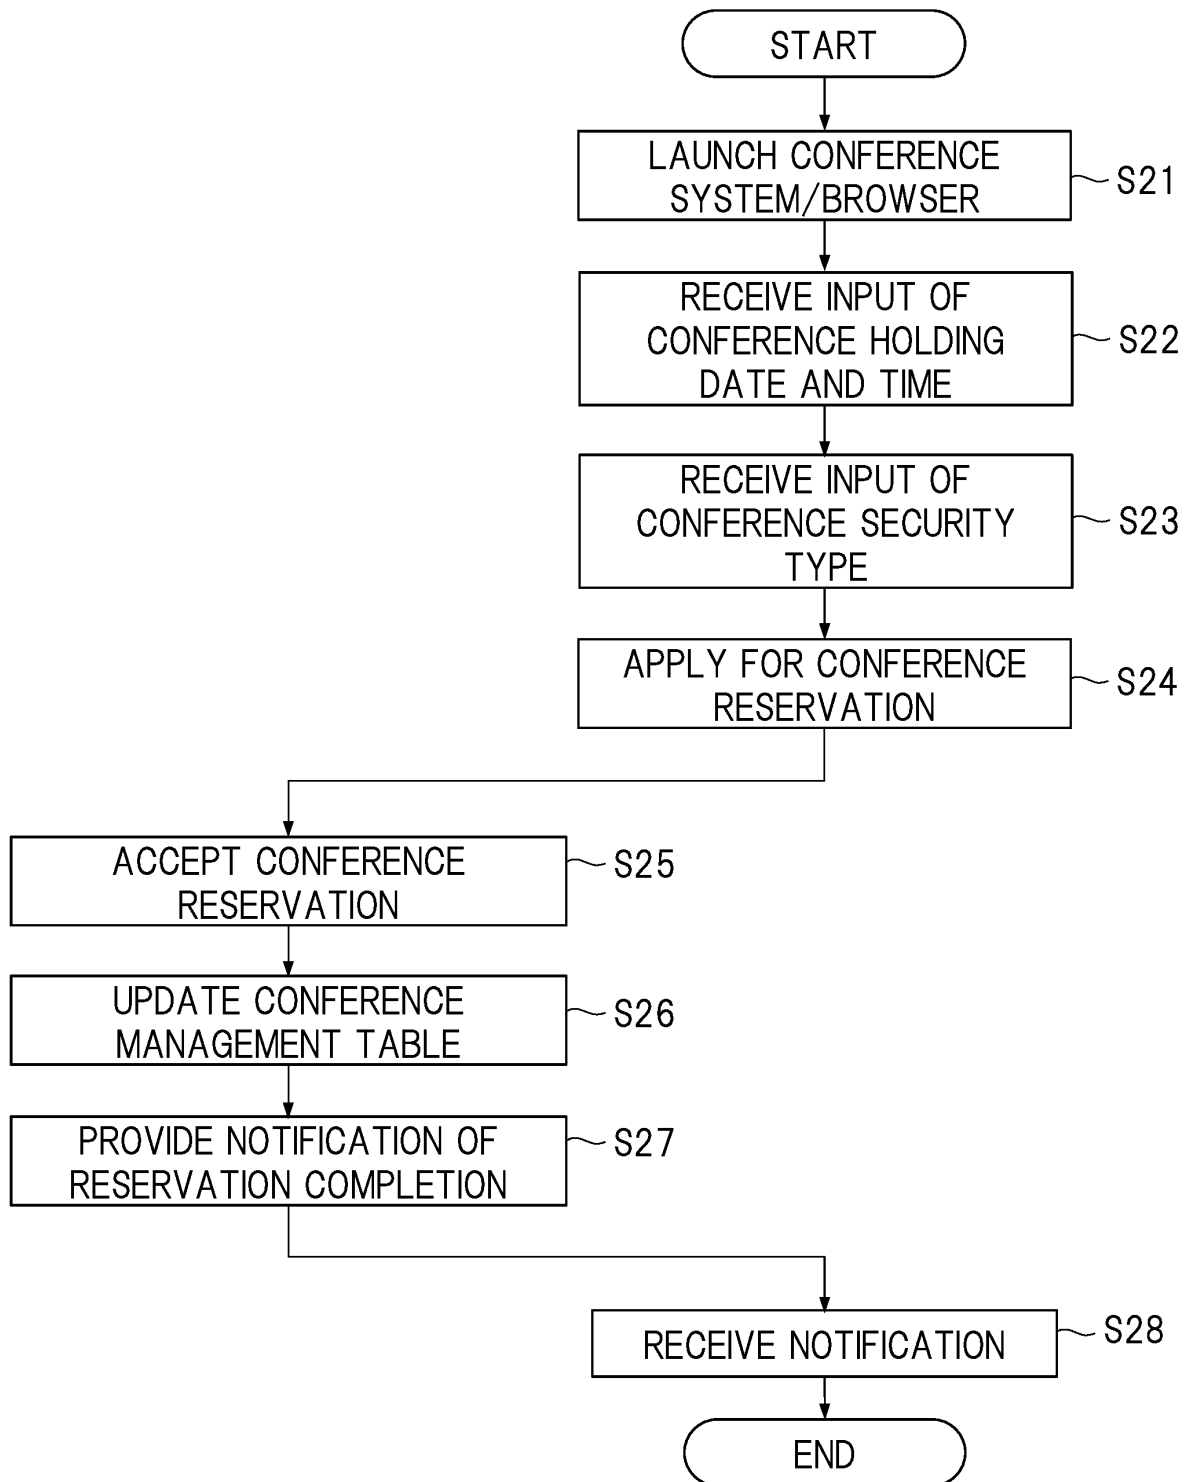 START
LAUNCH CONFERENCE
SYSTEM/BROWSER
S21
RECEIVE INPUT OF
CONFERENCE HOLDING
DATE AND TIME
S22
RECEIVE INPUT OF
CONFERENCE SECURITY
TYPE
S23
APPLY FOR CONFERENCE
RESERVATION
S24
ACCEPT CONFERENCE
RESERVATION
S25
UPDATE CONFERENCE
MANAGEMENT TABLE
S26
PROVIDE NOTIFICATION OF
RESERVATION COMPLETION
S27
RECEIVE NOTIFICATION
S28
END